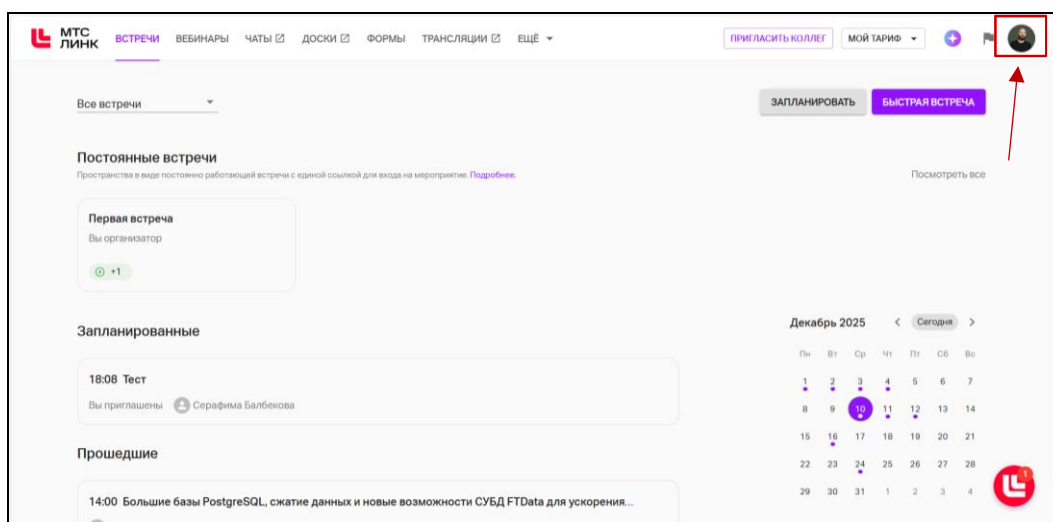 МТС ЛИНК ВСТРЕЧИ ВЕБИНАРЫ ЧАТЫ ДОСКИ ФОРМЫ ТРАНСЛЯЦИИ ЕЩЁ ПРИГЛАСИТЬ КОЛЛЕГ МОЙ ТАРИФ
Все встречи ЗАПЛАНИРОВАТЬ БЫСТРАЯ ВСТРЕЧА
Постоянные встречи
Пространства в виде постоянно работающей встречи с единой ссылкой для входа на мероприятие. Подробнее. Посмотреть все
Первая встреча
Вы организатор
+1
Запланированные
18:08 Тест
Вы приглашены Серафима Балбекова
Прошедшие
14:00 Большие базы PostgreSQL, сжатие данных и новые возможности СУБД FTData для ускорения...
Декабрь 2025 Сегодня
Пн Вт Ср Чт Пт Сб Вс
1 2 3 4 5 6 7
8 9 10 11 12 13 14
15 16 17 18 19 20 21
22 23 24 25 26 27 28
29 30 31 1 2 3 4
1